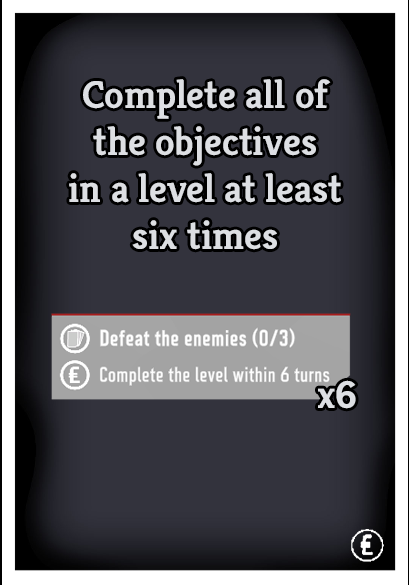 Complete all of
the objectives
in a level at least
six times
Defeat the enemies (0/3)
£ Complete the level within 6 turns
x6
£